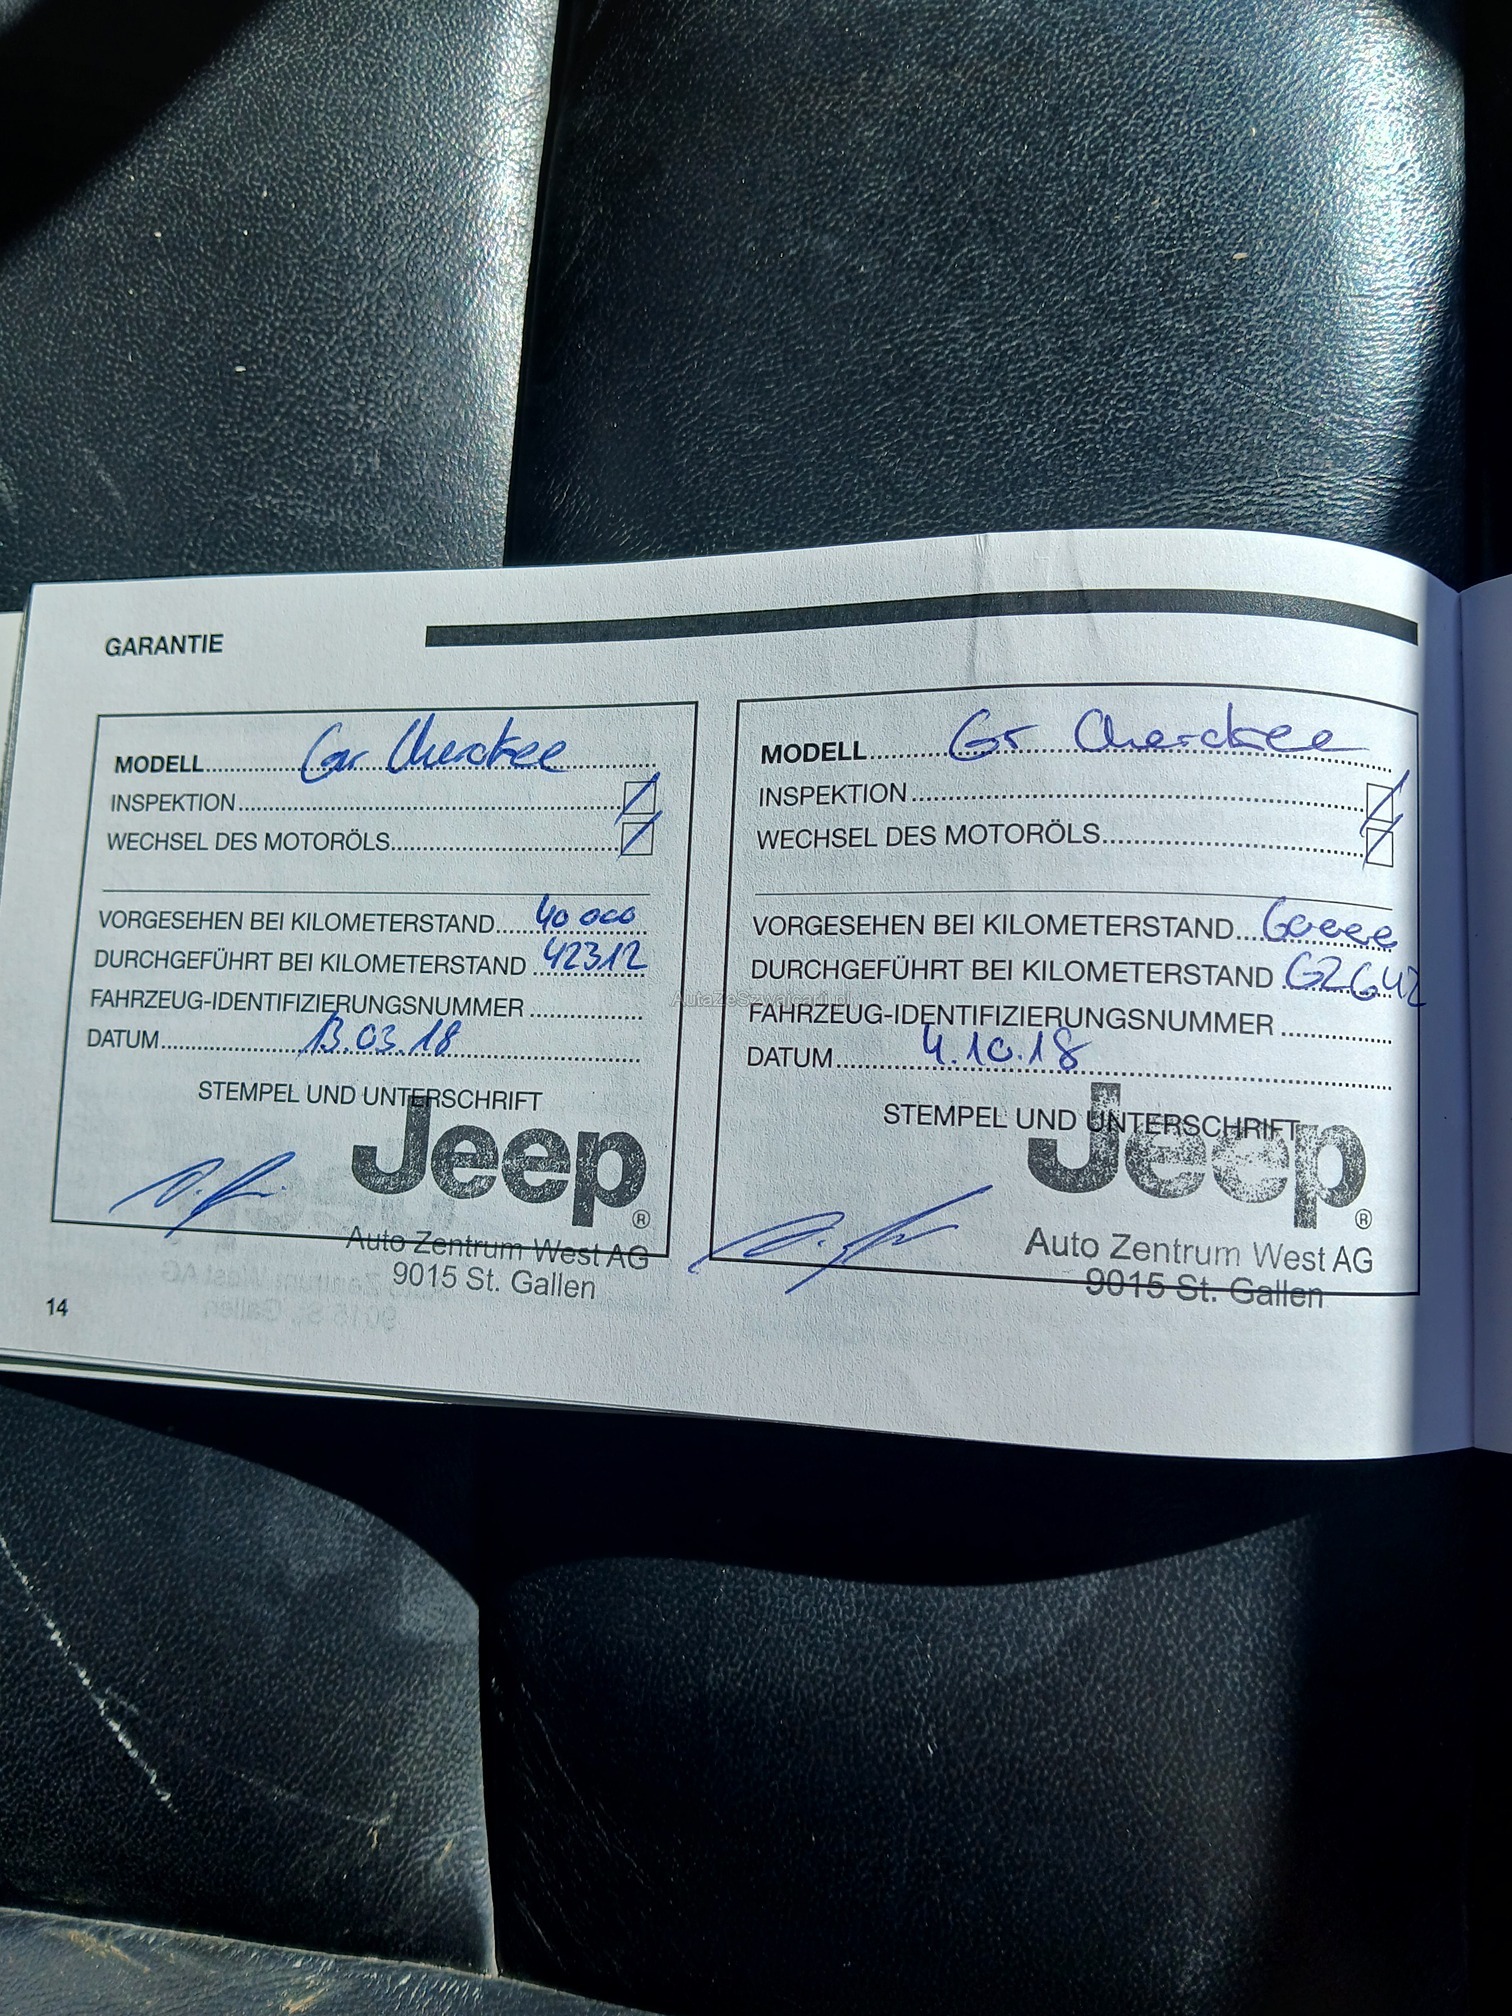 GARANTIE
MODELL Gr Cherokee
INSPEKTION
WECHSEL DES MOTORÖLS
VORGESEHEN BEI KILOMETERSTAND 40 000
DURCHGEFÜHRT BEI KILOMETERSTAND 42312
FAHRZEUG-IDENTIFIZIERUNGSNUMMER
DATUM 13.03.18
STEMPEL UND UNTERSCHRIFT
Jeep®
Auto Zentrum West AG
9015 St. Gallen
14
MODELL Gr Cherokee
INSPEKTION
WECHSEL DES MOTORÖLS
VORGESEHEN BEI KILOMETERSTAND 60000
DURCHGEFÜHRT BEI KILOMETERSTAND 62642
FAHRZEUG-IDENTIFIZIERUNGSNUMMER
DATUM 4.10.18
STEMPEL UND UNTERSCHRIFT
Jeep®
Auto Zentrum West AG
9015 St. Gallen
AutaZeSzwajcarii.pl